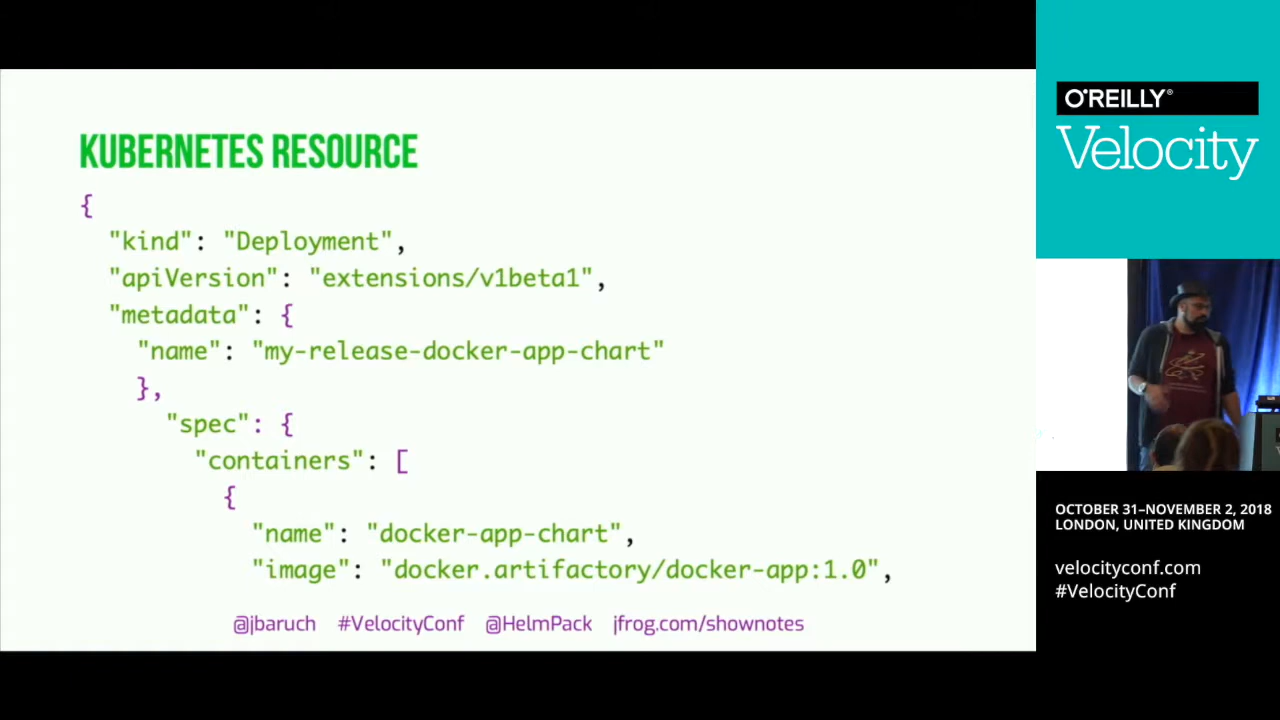 KUBERNETES RESOURCE
{
"kind": "Deployment",
"apiVersion": "extensions/v1beta1",
"metadata": {
"name": "my-release-docker-app-chart"
},
"spec": {
"containers": [
{
"name": "docker-app-chart",
"image": "docker.artifactory/docker-app:1.0",
@jbaruch #VelocityConf @HelmPack jfrog.com/shownotes
O'REILLY®
Velocity
OCTOBER 31–NOVEMBER 2, 2018
LONDON, UNITED KINGDOM
velocityconf.com
#VelocityConf